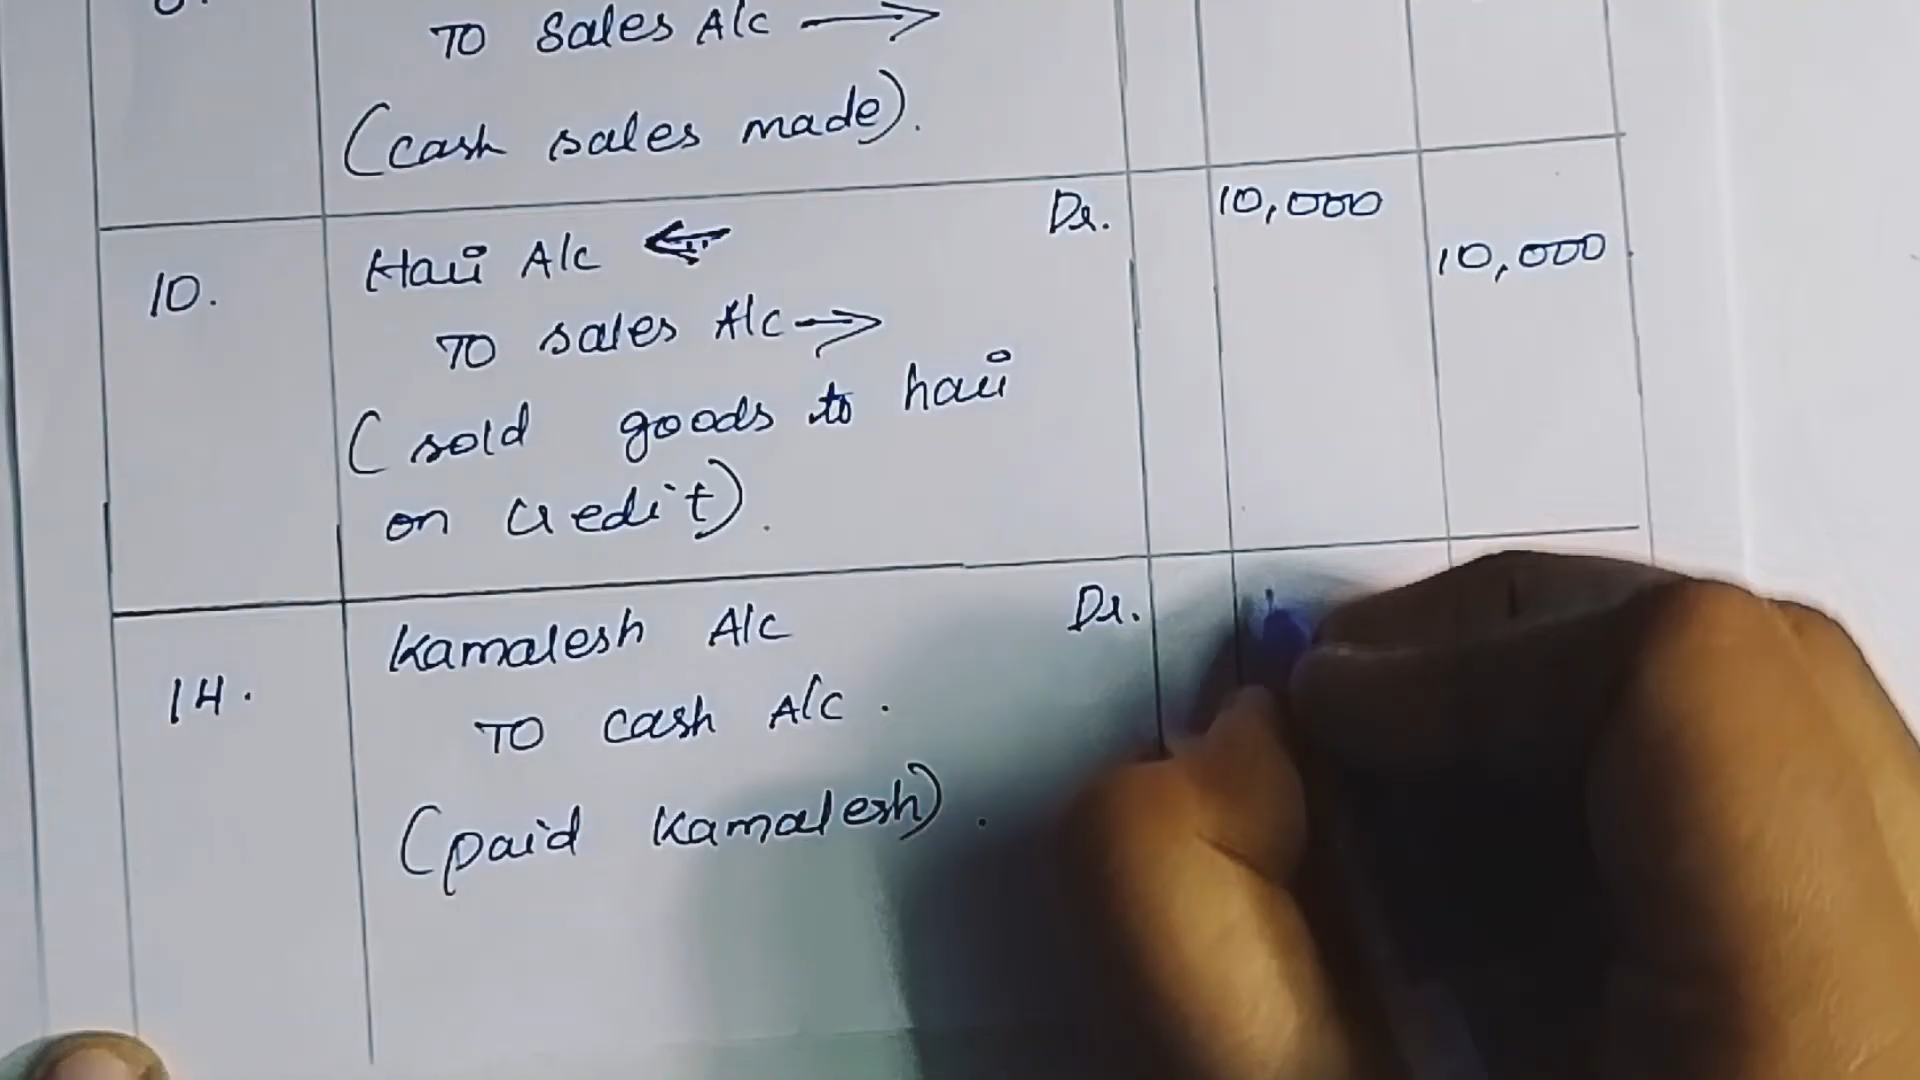 To Sales A/c →
(cash sales made).
10. Hari A/c ← Dr. 10,000
To sales A/c → 10,000
(sold goods to hari
on credit).
14. Kamalesh A/c Dr.
To cash A/c.
(paid Kamalesh).